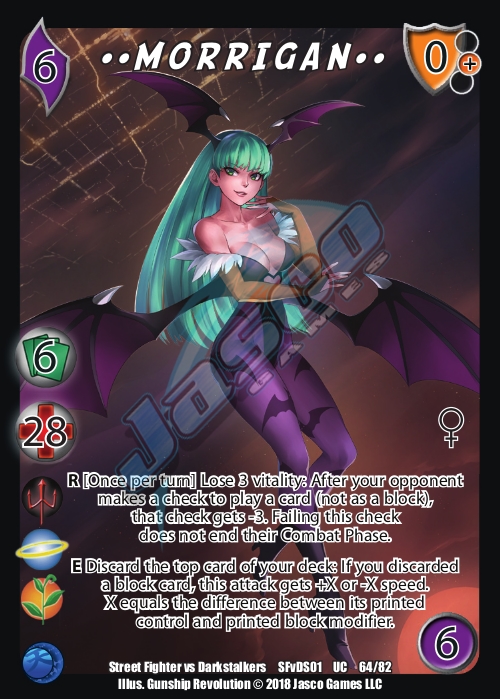 6
••MORRIGAN••
0
+
6
28
R [Once per turn] Lose 3 vitality: After your opponent
makes a check to play a card (not as a block),
that check gets -3. Failing this check
does not end their Combat Phase.
E Discard the top card of your deck: If you discarded
a block card, this attack gets +X or -X speed.
X equals the difference between its printed
control and printed block modifier.
6
Street Fighter vs Darkstalkers SFvDS01 UC 64/82
Illus. Gunship Revolution © 2018 Jasco Games LLC
Jasco
GAMES